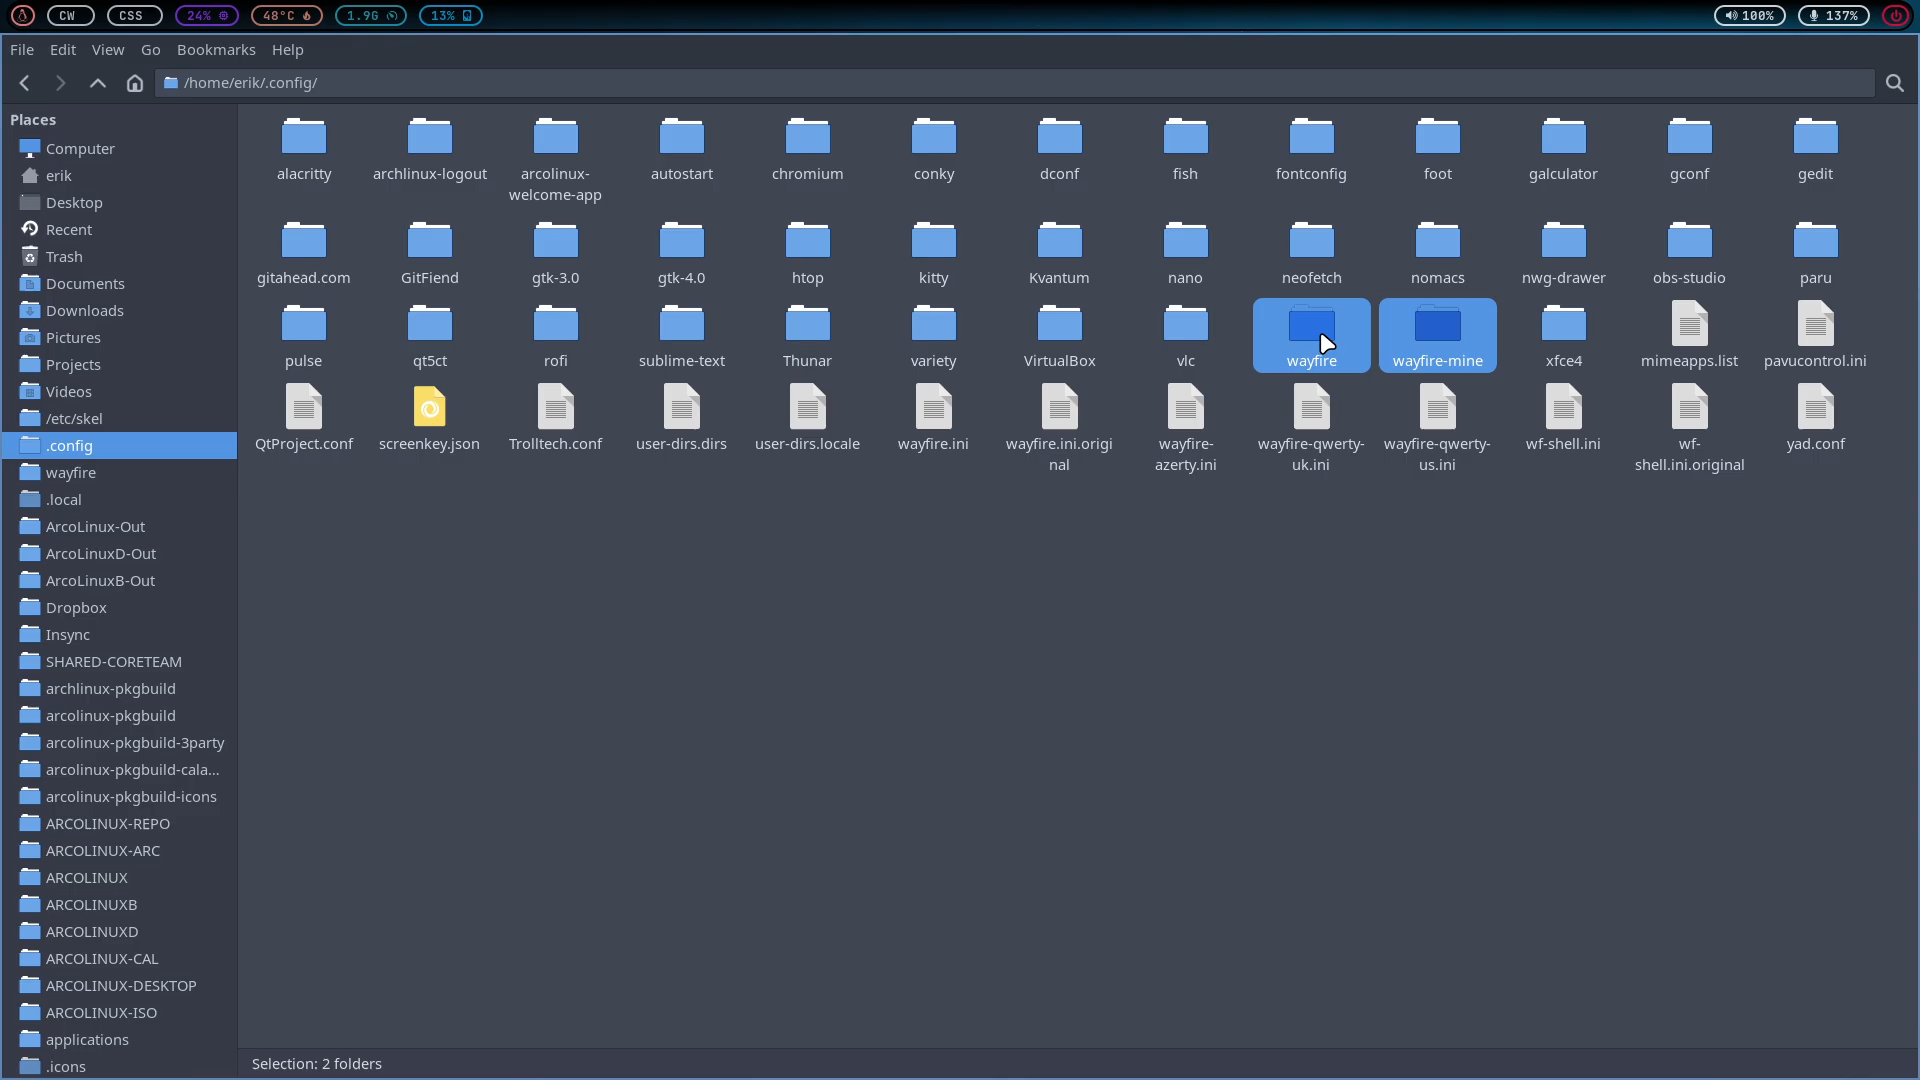 CW CSS 24% 48°C 1.9G 13% 100% 137%
File Edit View Go Bookmarks Help
/home/erik/.config/
Places
Computer
erik
Desktop
Recent
Trash
Documents
Downloads
Pictures
Projects
Videos
/etc/skel
.config
wayfire
.local
ArcoLinux-Out
ArcoLinuxD-Out
ArcoLinuxB-Out
Dropbox
Insync
SHARED-CORETEAM
archlinux-pkgbuild
arcolinux-pkgbuild
arcolinux-pkgbuild-3party
arcolinux-pkgbuild-cala...
arcolinux-pkgbuild-icons
ARCOLINUX-REPO
ARCOLINUX-ARC
ARCOLINUX
ARCOLINUXB
ARCOLINUXD
ARCOLINUX-CAL
ARCOLINUX-DESKTOP
ARCOLINUX-ISO
applications
.icons
alacritty archlinux-logout arcolinux- autostart chromium conky dconf fish fontconfig foot galculator gconf gedit
welcome-app
gitahead.com GitFiend gtk-3.0 gtk-4.0 htop kitty Kvantum nano neofetch nomacs nwg-drawer obs-studio paru
pulse qt5ct rofi sublime-text Thunar variety VirtualBox vlc wayfire wayfire-mine xfce4 mimeapps.list pavucontrol.ini
QtProject.conf screenkey.json Trolltech.conf user-dirs.dirs user-dirs.locale wayfire.ini wayfire.ini.origi wayfire- wayfire-qwerty- wayfire-qwerty- wf-shell.ini wf- yad.conf
nal azerty.ini uk.ini us.ini shell.ini.original
Selection: 2 folders